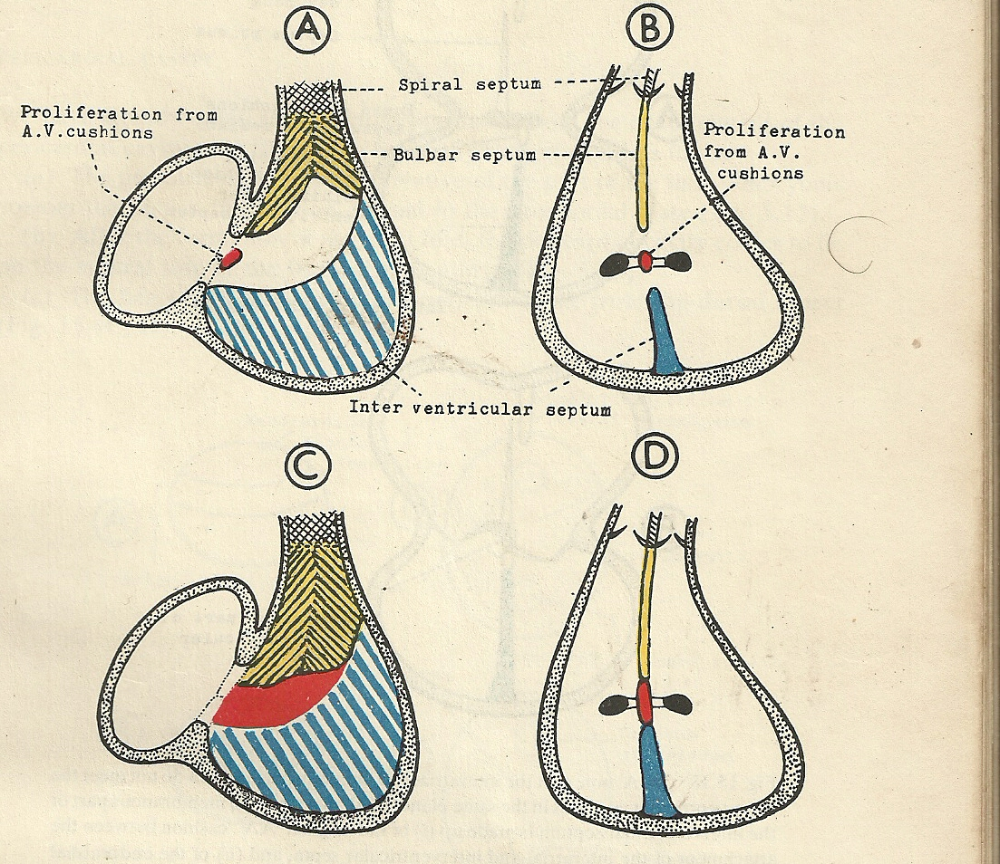 A
B
Spiral septum
Proliferation from
A.V.cushions
Proliferation
from A.V.
cushions
Bulbar septum
Inter ventricular septum
C
D